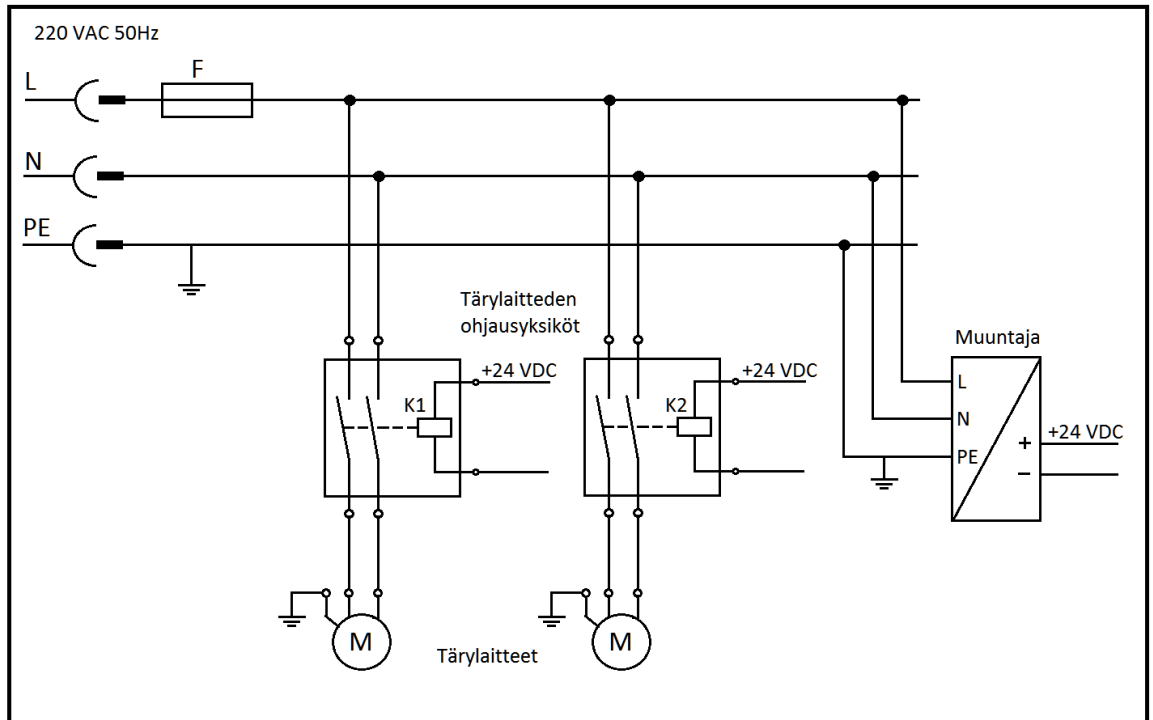 220 VAC 50Hz
L
F
N
PE
Tärylaitteden
ohjausyksiköt
Muuntaja
+24 VDC
+24 VDC
L
K1
K2
N
+24 VDC
+
PE
−
M
M
Tärylaitteet